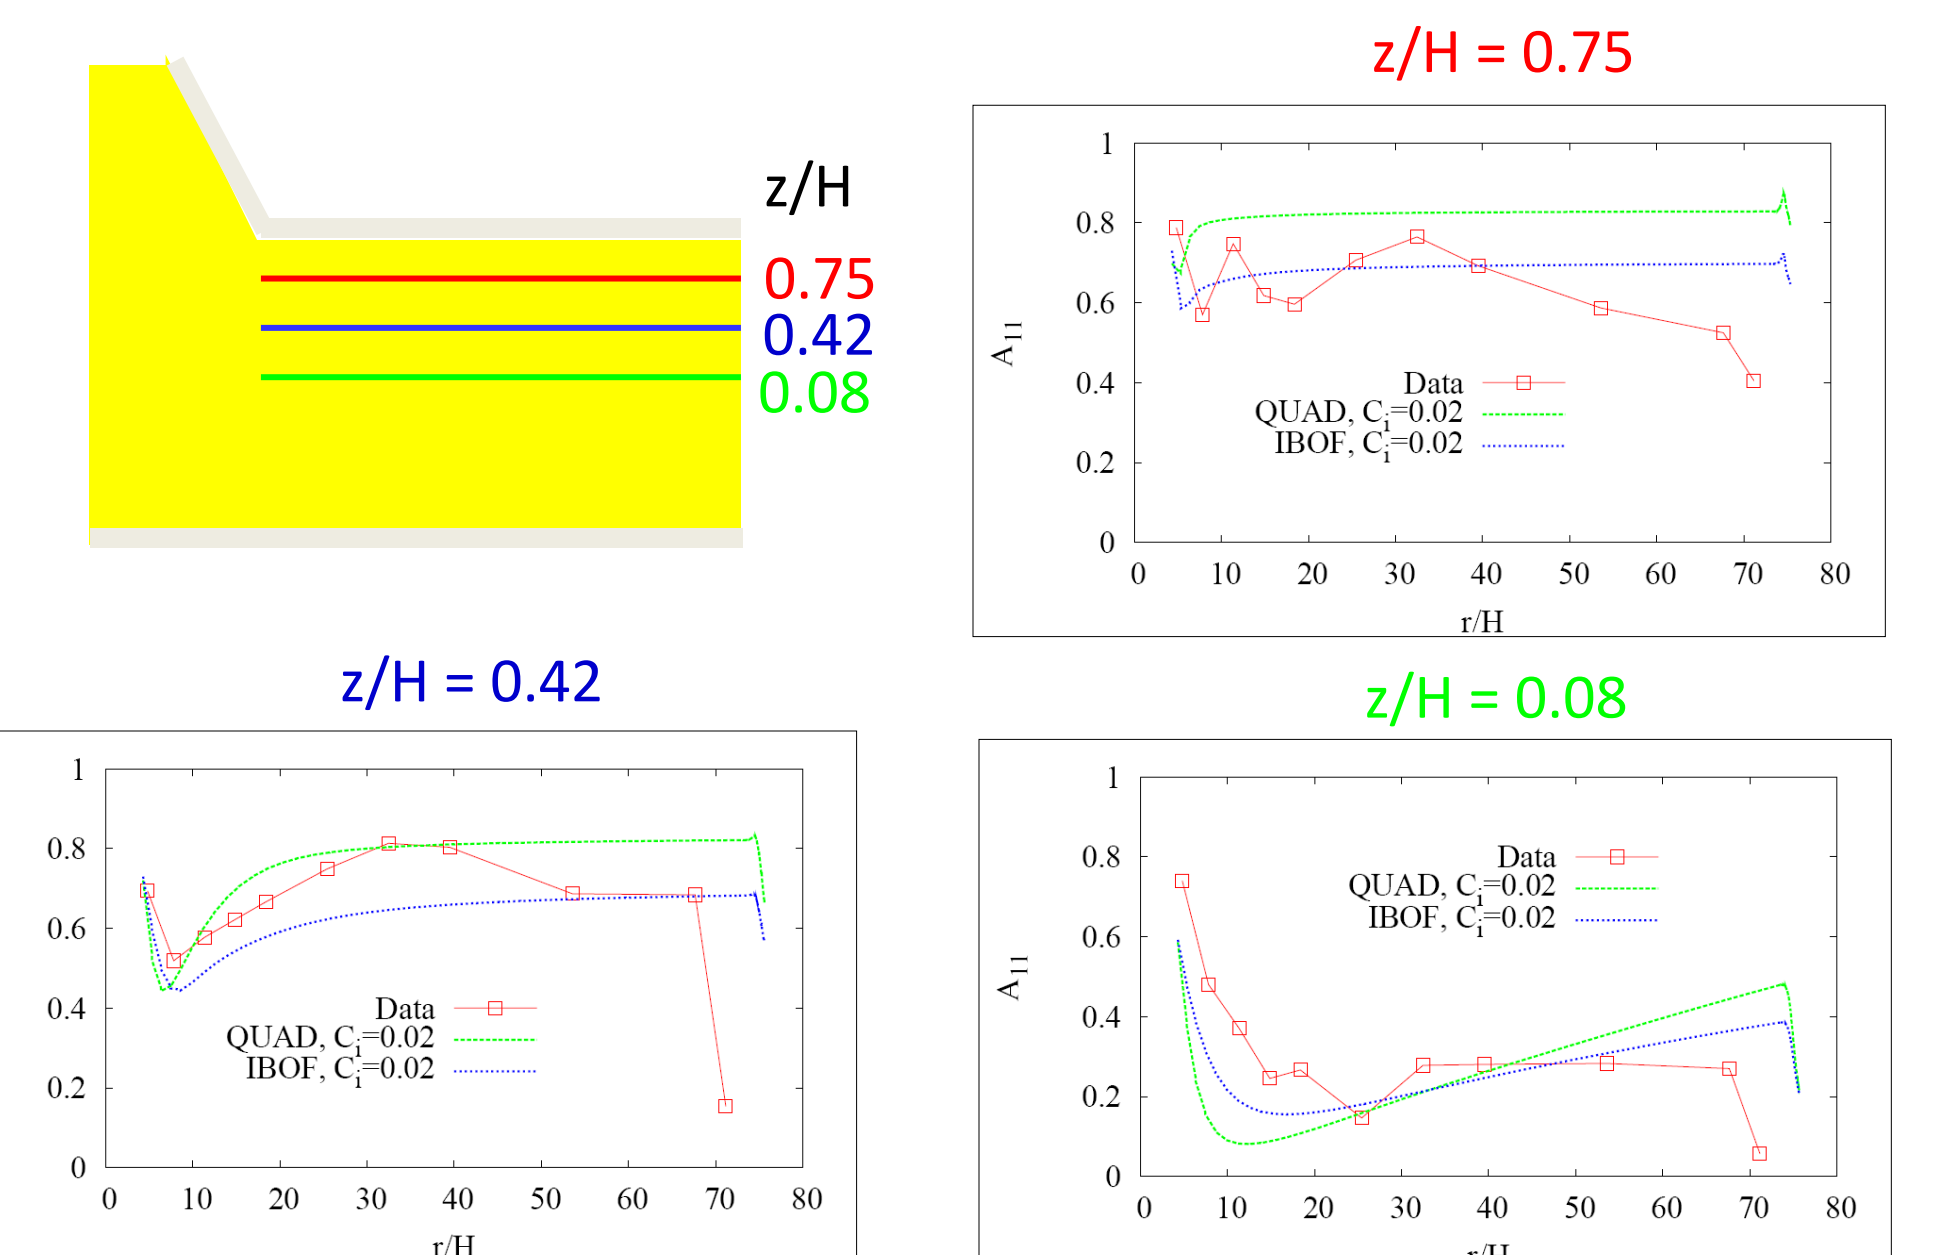 z/H
0.75
0.42
0.08
z/H = 0.75
1
0.8
0.6
0.4
0.2
0
A11
Data
QUAD, Ci=0.02
IBOF, Ci=0.02
0 10 20 30 40 50 60 70 80
r/H
z/H = 0.42
1
0.8
0.6
0.4
0.2
0
Data
QUAD, Ci=0.02
IBOF, Ci=0.02
0 10 20 30 40 50 60 70 80
r/H
z/H = 0.08
1
0.8
0.6
0.4
0.2
0
A11
Data
QUAD, Ci=0.02
IBOF, Ci=0.02
0 10 20 30 40 50 60 70 80
r/H